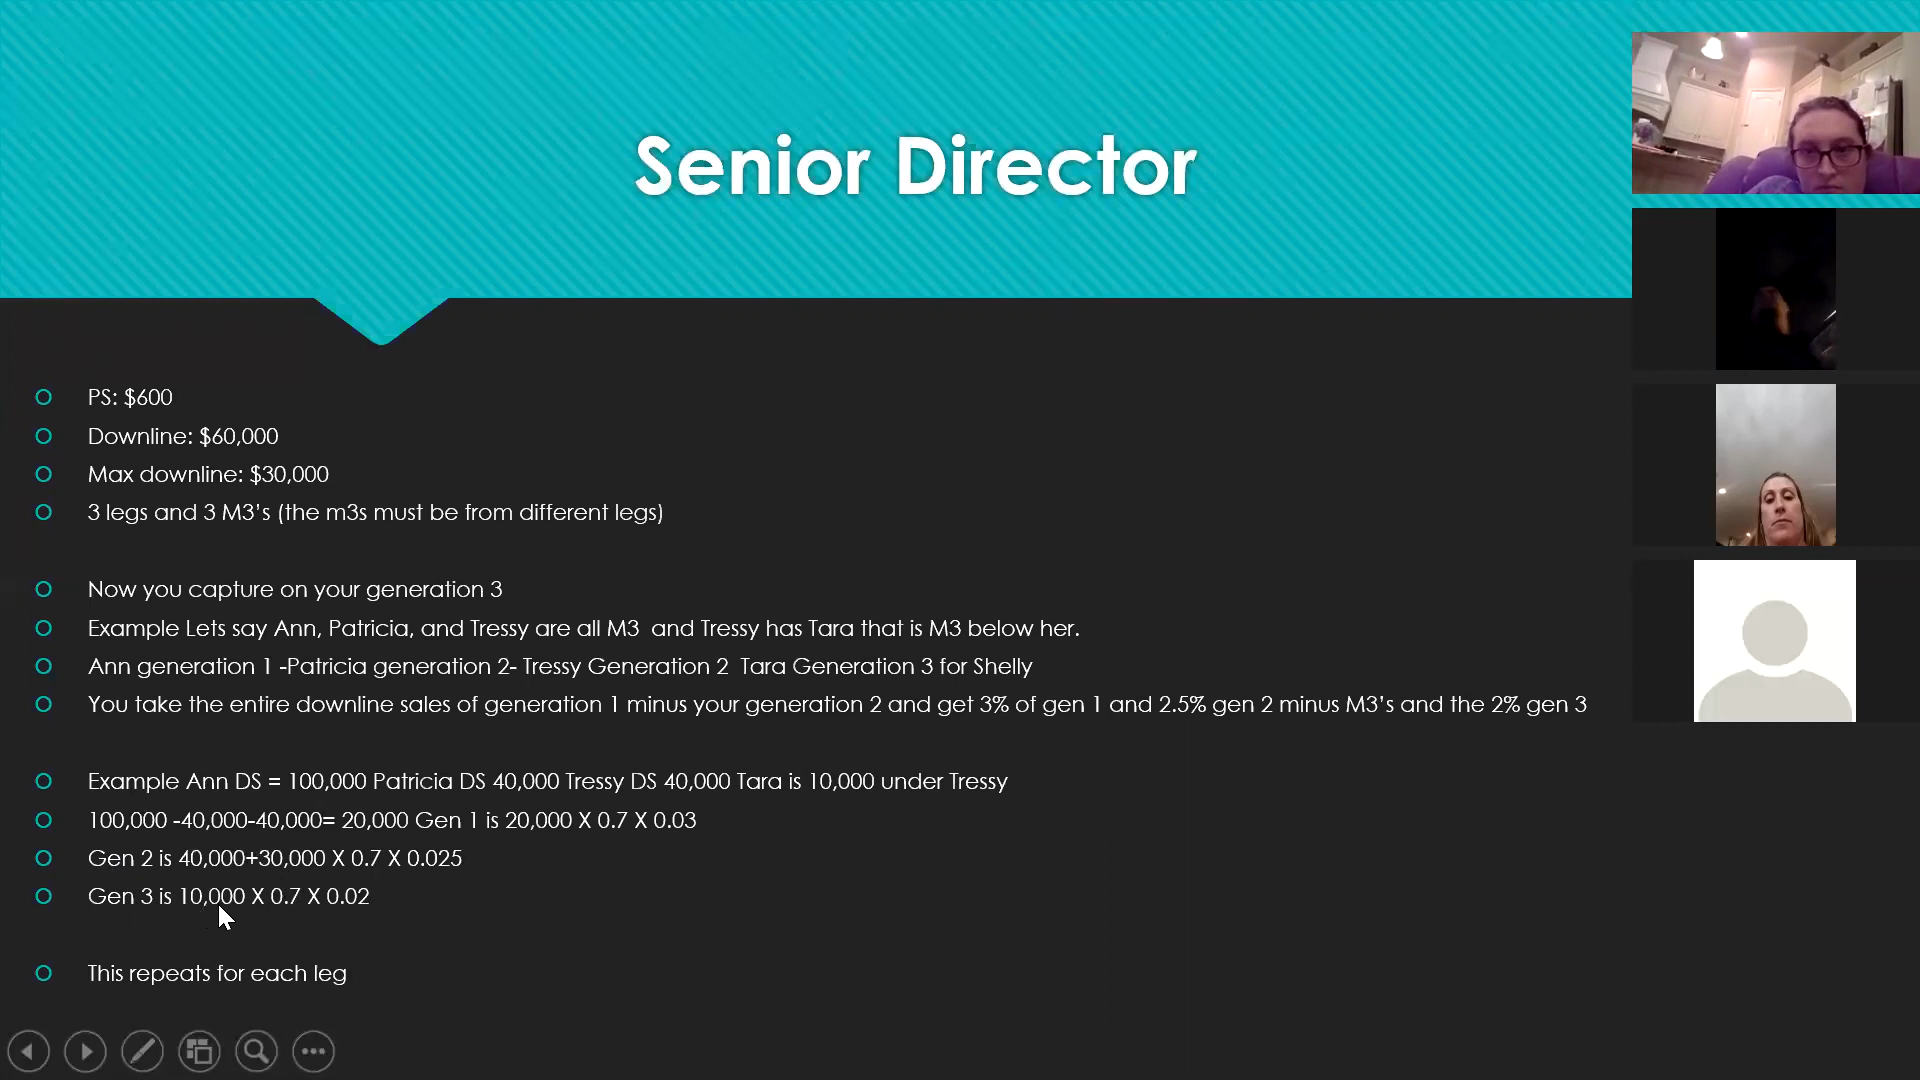 Senior Director
PS: $600
Downline: $60,000
Max downline: $30,000
3 legs and 3 M3’s (the m3s must be from different legs)
Now you capture on your generation 3
Example Lets say Ann, Patricia, and Tressy are all M3  and Tressy has Tara that is M3 below her.
Ann generation 1 -Patricia generation 2- Tressy Generation 2  Tara Generation 3 for Shelly
You take the entire downline sales of generation 1 minus your generation 2 and get 3% of gen 1 and 2.5% gen 2 minus M3’s and the 2% gen 3
Example Ann DS = 100,000 Patricia DS 40,000 Tressy DS 40,000 Tara is 10,000 under Tressy
100,000 -40,000-40,000= 20,000 Gen 1 is 20,000 X 0.7 X 0.03
Gen 2 is 40,000+30,000 X 0.7 X 0.025
Gen 3 is 10,000 X 0.7 X 0.02
This repeats for each leg